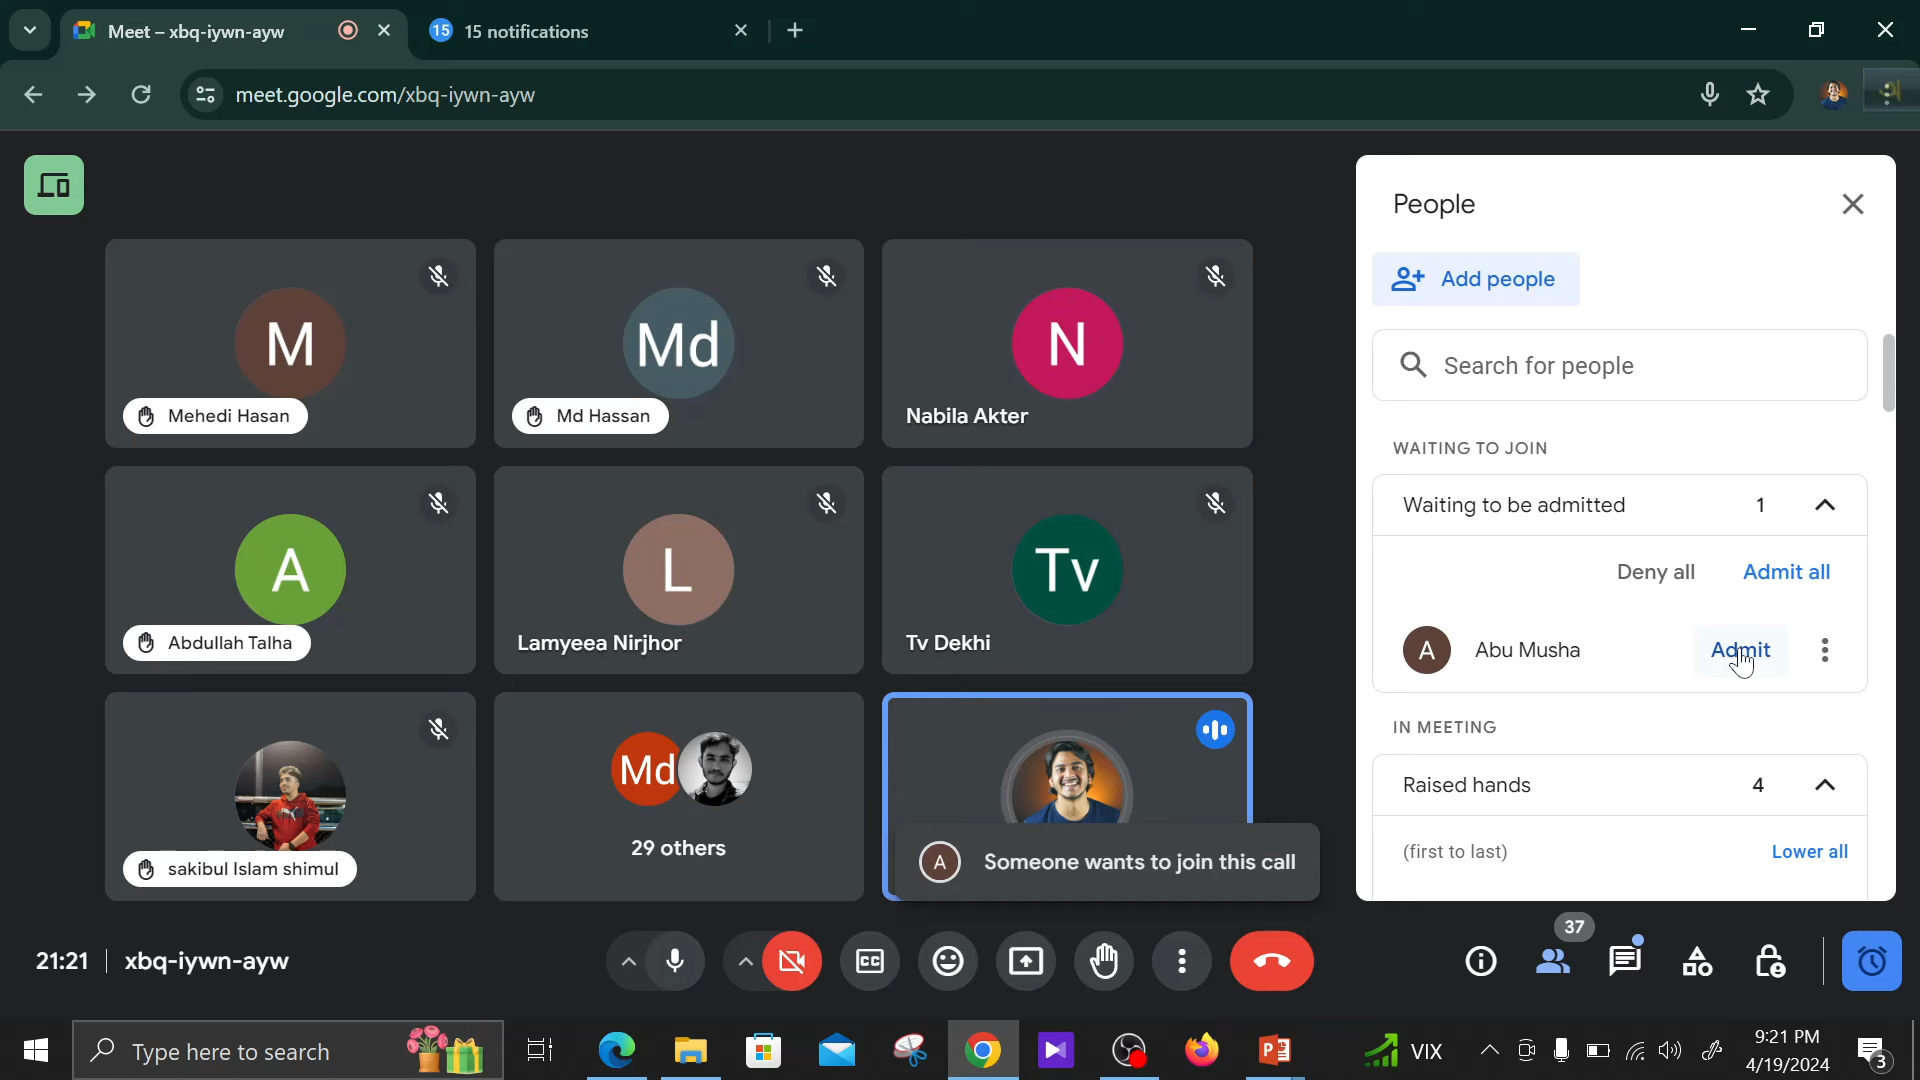 Meet – xbq-iywn-ayw
15
15 notifications
meet.google.com/xbq-iywn-ayw
M
Mehedi Hasan
Md
Md Hassan
N
Nabila Akter
A
Abdullah Talha
L
Lamyeea Nirjhor
Tv
Tv Dekhi
sakibul Islam shimul
Md
29 others
A
Someone wants to join this call
People
Add people
Search for people
WAITING TO JOIN
Waiting to be admitted 1
Deny all Admit all
A Abu Musha Admit
IN MEETING
Raised hands 4
(first to last) Lower all
21:21 xbq-iywn-ayw
CC
37
Type here to search
VIX
9:21 PM
4/19/2024
3